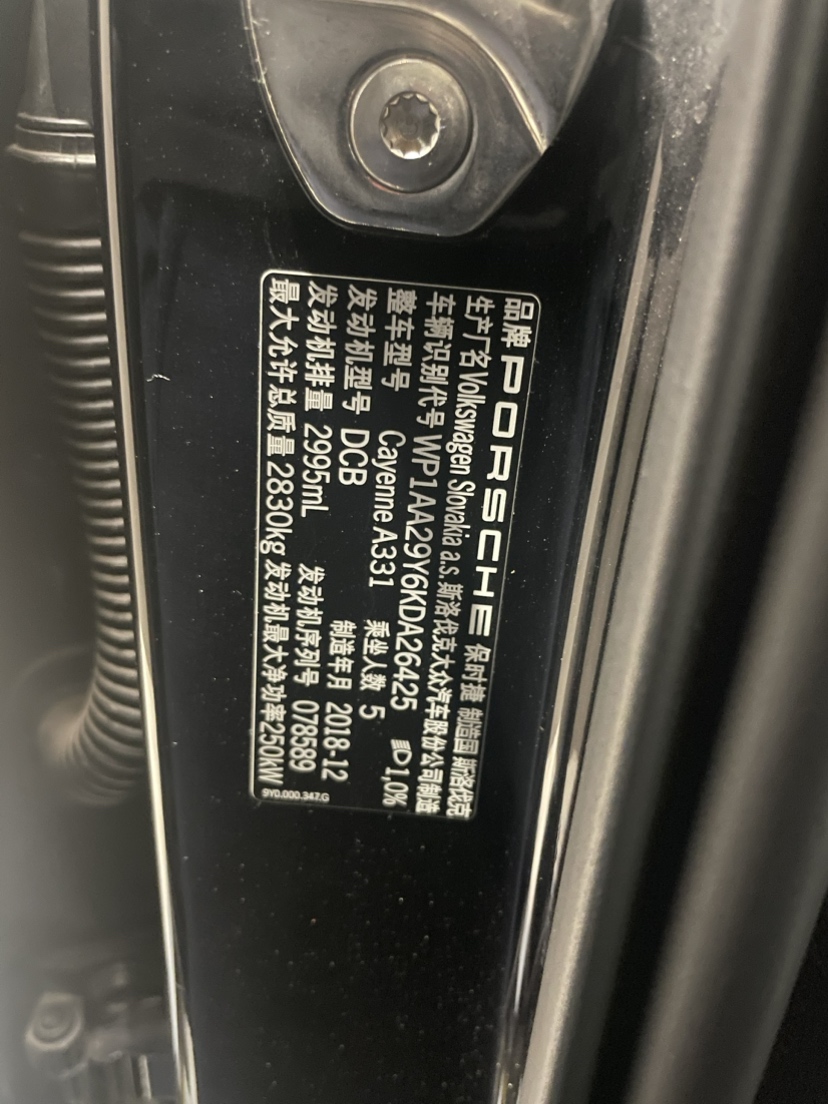 品牌 PORSCHE 保时捷 制造国 斯洛伐克
生产厂名 Volkswagen Slovakia a.s. 斯洛伐克大众汽车股份公司制造
车辆识别代号 WP1AA29Y6KDA26425 1,0%
整车型号 Cayenne A331 乘坐人数 5
发动机型号 DCB 制造年月 2018-12
发动机排量 2995mL 发动机序列号 078589
最大允许总质量 2830kg 发动机最大净功率 250kW
9Y0.000.347.G